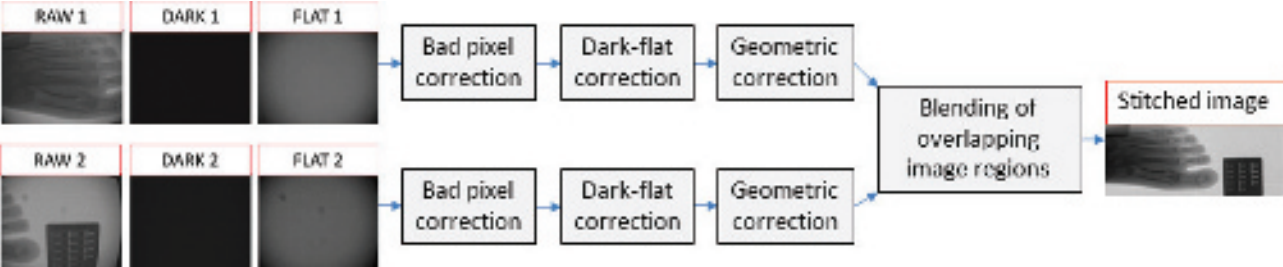 RAW 1
DARK 1
FLAT 1
Bad pixel
correction
Dark-flat
correction
Geometric
correction
RAW 2
DARK 2
FLAT 2
Bad pixel
correction
Dark-flat
correction
Geometric
correction
Blending of
overlapping
image regions
Stitched image